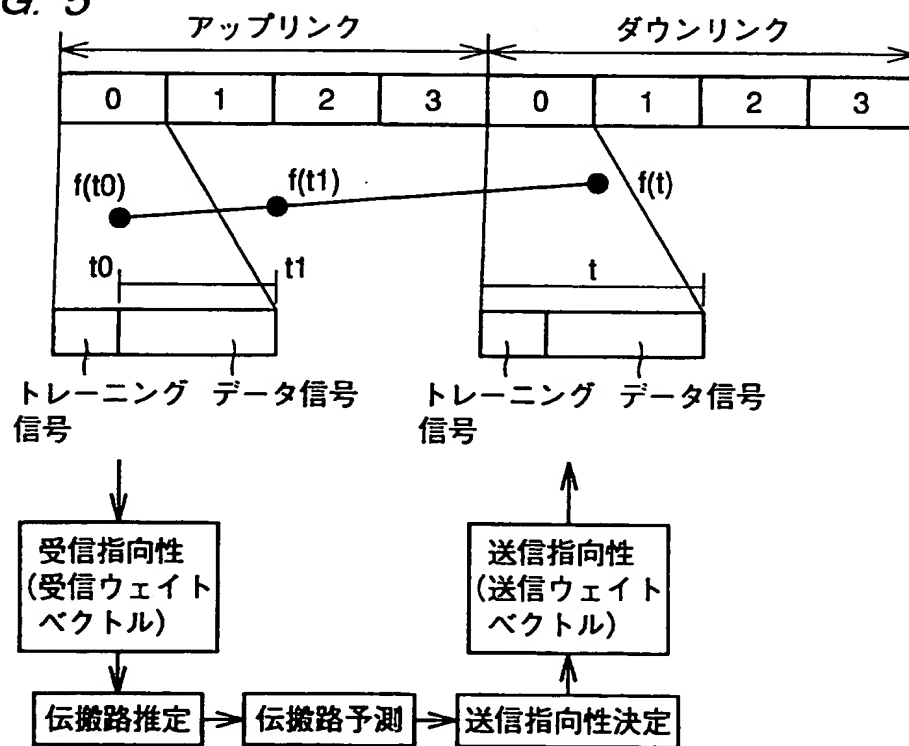 G. 5
アップリンク ダウンリンク
0 1 2 3 0 1 2 3
f(t0) f(t1) f(t)
t0 t1 t
トレーニング データ信号 トレーニング データ信号
信号 信号
受信指向性
(受信ウェイト
ベクトル)
送信指向性
(送信ウェイト
ベクトル)
伝搬路推定 伝搬路予測 送信指向性決定